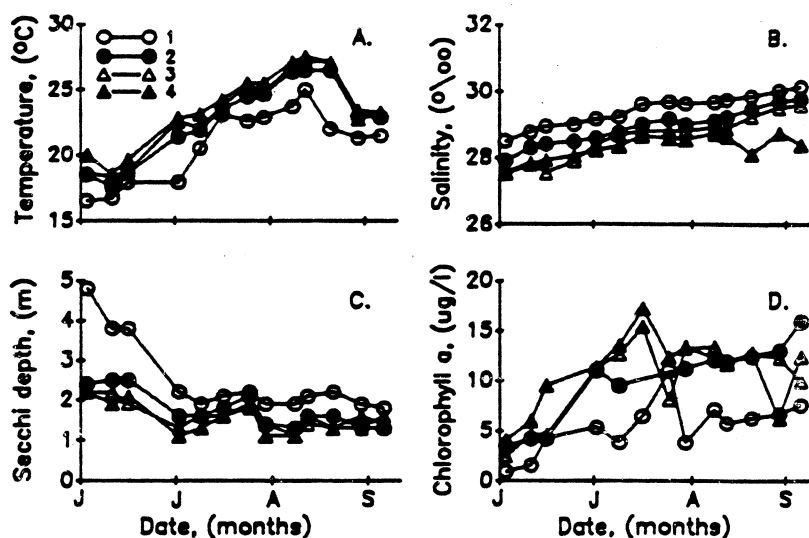 Temperature, (°C)
30
25
20
15
1
2
3
4
A.
Salinity, (o\oo)
32
30
28
26
B.
Secchi depth, (m)
5
4
3
2
1
0
C.
J J A S
Date, (months)
Chlorophyll a, (ug/l)
20
15
10
5
0
D.
J J A S
Date, (months)